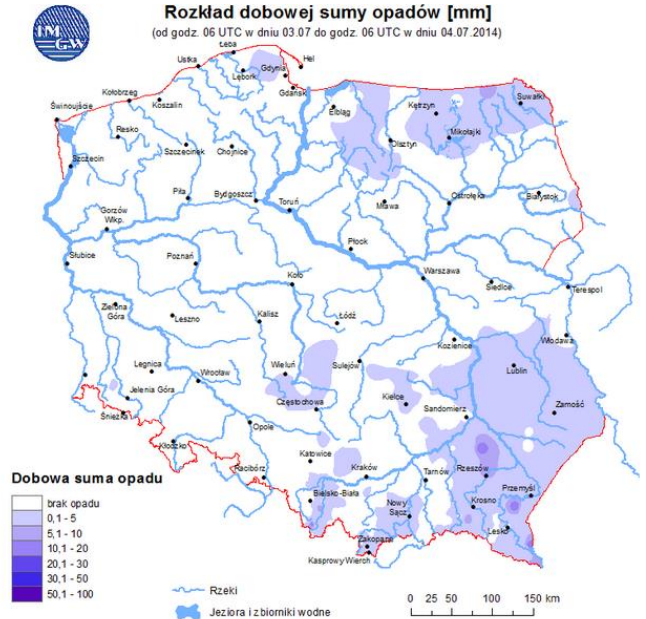 IM
GW
Rozkład dobowej sumy opadów [mm]
(od godz. 06 UTC w dniu 03.07 do godz. 06 UTC w dniu 04.07.2014)
Łeba
Hel
Ustka
Gdynia
Lębork
Gdańsk
Suwałki
Kołobrzeg
Koszalin
Elbląg
Kętrzyn
Świnoujście
Resko
Mikołajki
Szczecinek
Chojnice
Olsztyn
Szczecin
Piła
Bydgoszcz
Toruń
Mława
Ostrołęka
Białystok
Gorzów
Wlkp.
Płock
Słubice
Poznań
Koło
Warszawa
Siedlce
Terespol
Zielona
Góra
Leszno
Kalisz
Łódź
Kozienice
Włodawa
Legnica
Wrocław
Wieluń
Sulejów
Lublin
Jelenia Góra
Częstochowa
Kielce
Sandomierz
Zamość
Śnieżka
Opole
Kłodzko
Katowice
Racibórz
Kraków
Tarnów
Rzeszów
Przemyśl
Bielsko-Biała
Nowy
Sącz
Krosno
Lesko
Zakopane
Kasprowy Wierch
Dobowa suma opadu
brak opadu
0,1 - 5
5,1 - 10
10,1 - 20
20,1 - 30
30,1 - 50
50,1 - 100
Rzeki
Jeziora i zbiorniki wodne
0 25 50 100 150 km